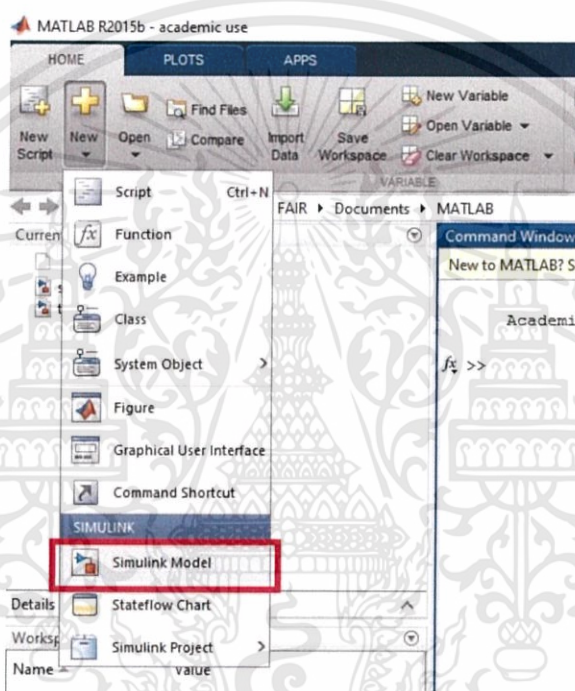 MATLAB R2015b - academic use
HOME PLOTS APPS
New Script
New
Open
Find Files
Compare
Import Data
Save Workspace
New Variable
Open Variable
Clear Workspace
VARIABLE
FAIR ▸ Documents ▸ MATLAB
Curren
Script Ctrl+N
Function
Example
Class
System Object >
Figure
Graphical User Interface
Command Shortcut
SIMULINK
Simulink Model
Stateflow Chart
Simulink Project >
Command Window
New to MATLAB? S
Academi
fx >>
s
t
Details
Worksp
Name Value